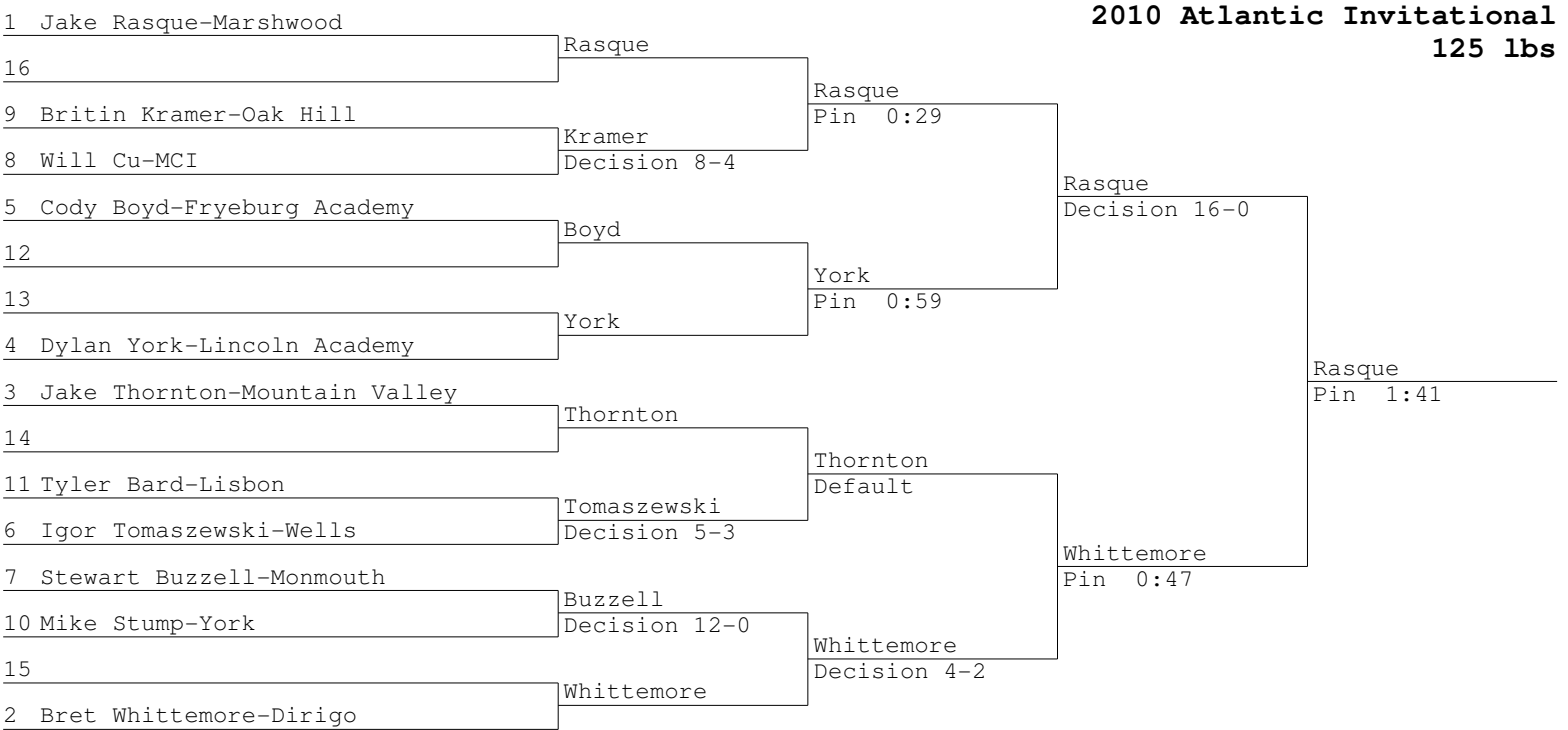 2010 Atlantic Invitational
125 lbs
1 Jake Rasque-Marshwood
16
9 Britin Kramer-Oak Hill
8 Will Cu-MCI
5 Cody Boyd-Fryeburg Academy
12
13
4 Dylan York-Lincoln Academy
3 Jake Thornton-Mountain Valley
14
11 Tyler Bard-Lisbon
6 Igor Tomaszewski-Wells
7 Stewart Buzzell-Monmouth
10 Mike Stump-York
15
2 Bret Whittemore-Dirigo
Rasque
Kramer
Decision 8-4
Boyd
York
Thornton
Tomaszewski
Decision 5-3
Buzzell
Decision 12-0
Whittemore
Rasque
Pin 0:29
York
Pin 0:59
Thornton
Default
Whittemore
Decision 4-2
Rasque
Decision 16-0
Whittemore
Pin 0:47
Rasque
Pin 1:41